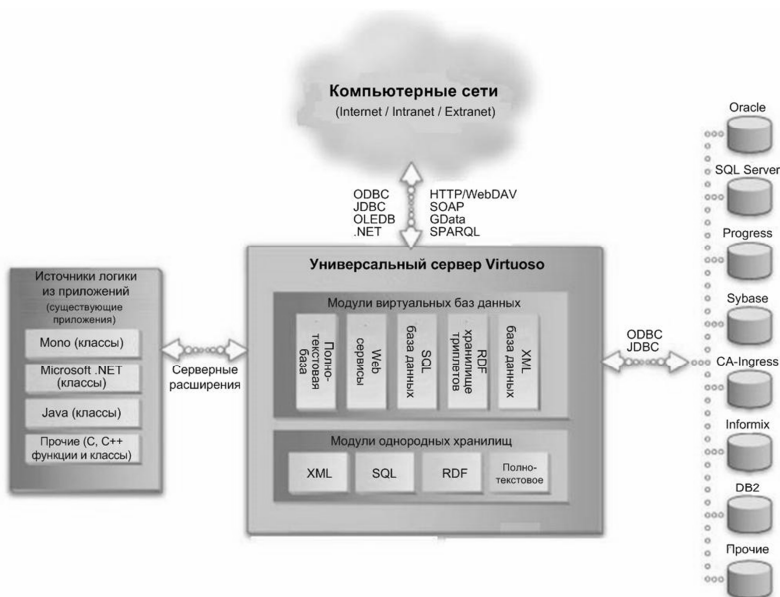 Компьютерные сети
(Internet / Intranet / Extranet)
ODBC
JDBC
OLEDB
.NET
HTTP/WebDAV
SOAP
GData
SPARQL
Источники логики
из приложений
(существующие
приложения)
Mono (классы)
Microsoft .NET
(классы)
Java (классы)
Прочие (C, C++
функции и классы)
Серверные
расширения
Универсальный сервер Virtuoso
Модули виртуальных баз данных
Полно-
текстовая
база
Web
сервисы
SQL
база данных
RDF
хранилище
триплетов
XML
база данных
Модули однородных хранилищ
XML
SQL
RDF
Полно-
текстовое
ODBC
JDBC
Oracle
SQL Server
Progress
Sybase
CA-Ingress
Informix
DB2
Прочие